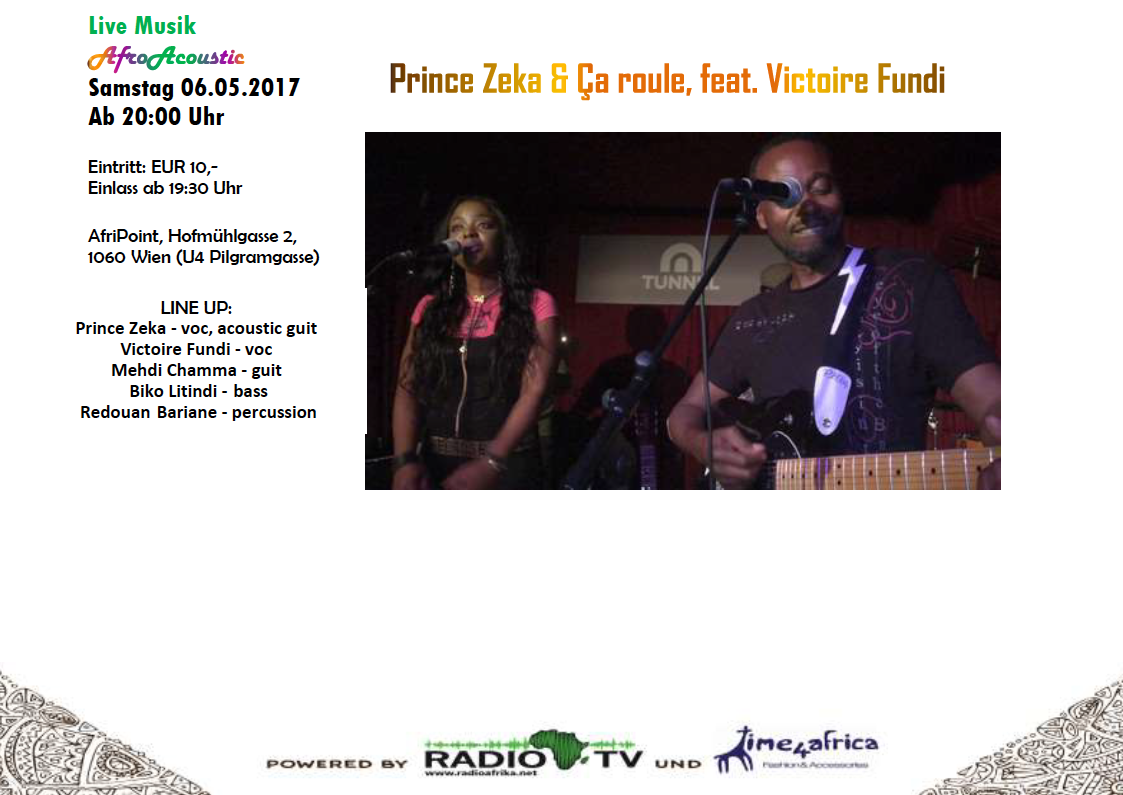 Live Musik
AfroAcoustic
Samstag 06.05.2017
Ab 20:00 Uhr
Eintritt: EUR 10,-
Einlass ab 19:30 Uhr
AfriPoint, Hofmühlgasse 2,
1060 Wien (U4 Pilgramgasse)
LINE UP:
Prince Zeka - voc, acoustic guit
Victoire Fundi - voc
Mehdi Chamma - guit
Biko Litindi - bass
Redouan Bariane - percussion
Prince Zeka & Ça roule, feat. Victoire Fundi
TUNNEL
POWERED BY RADIO TV UND Time4africa
www.radioafrika.net
Fashion & Accessories